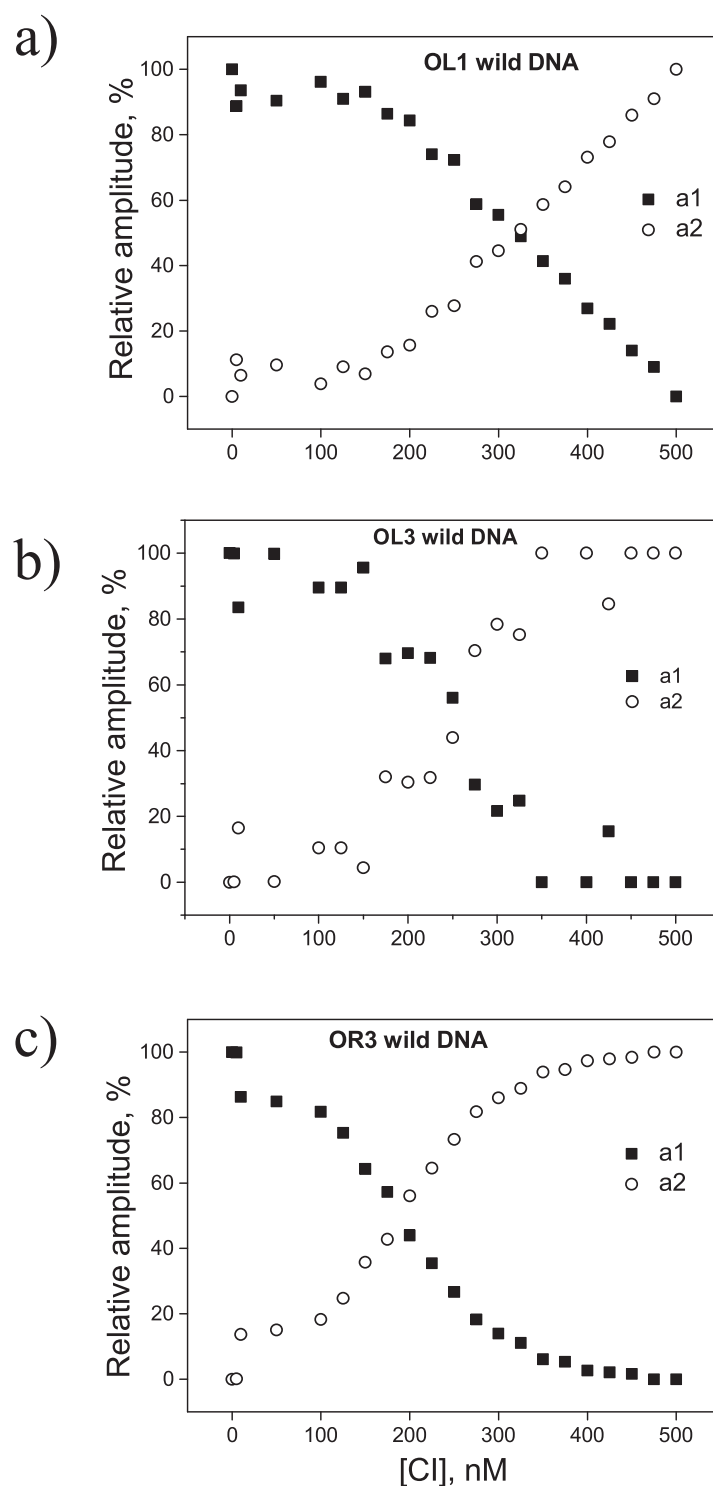 a)
OL1 wild DNA
100
80
60
40
20
0
Relative amplitude, %
a1
a2
0 100 200 300 400 500
b)
OL3 wild DNA
100
80
60
40
20
0
Relative amplitude, %
a1
a2
0 100 200 300 400 500
c)
OR3 wild DNA
100
80
60
40
20
0
Relative amplitude, %
a1
a2
0 100 200 300 400 500
[CI], nM